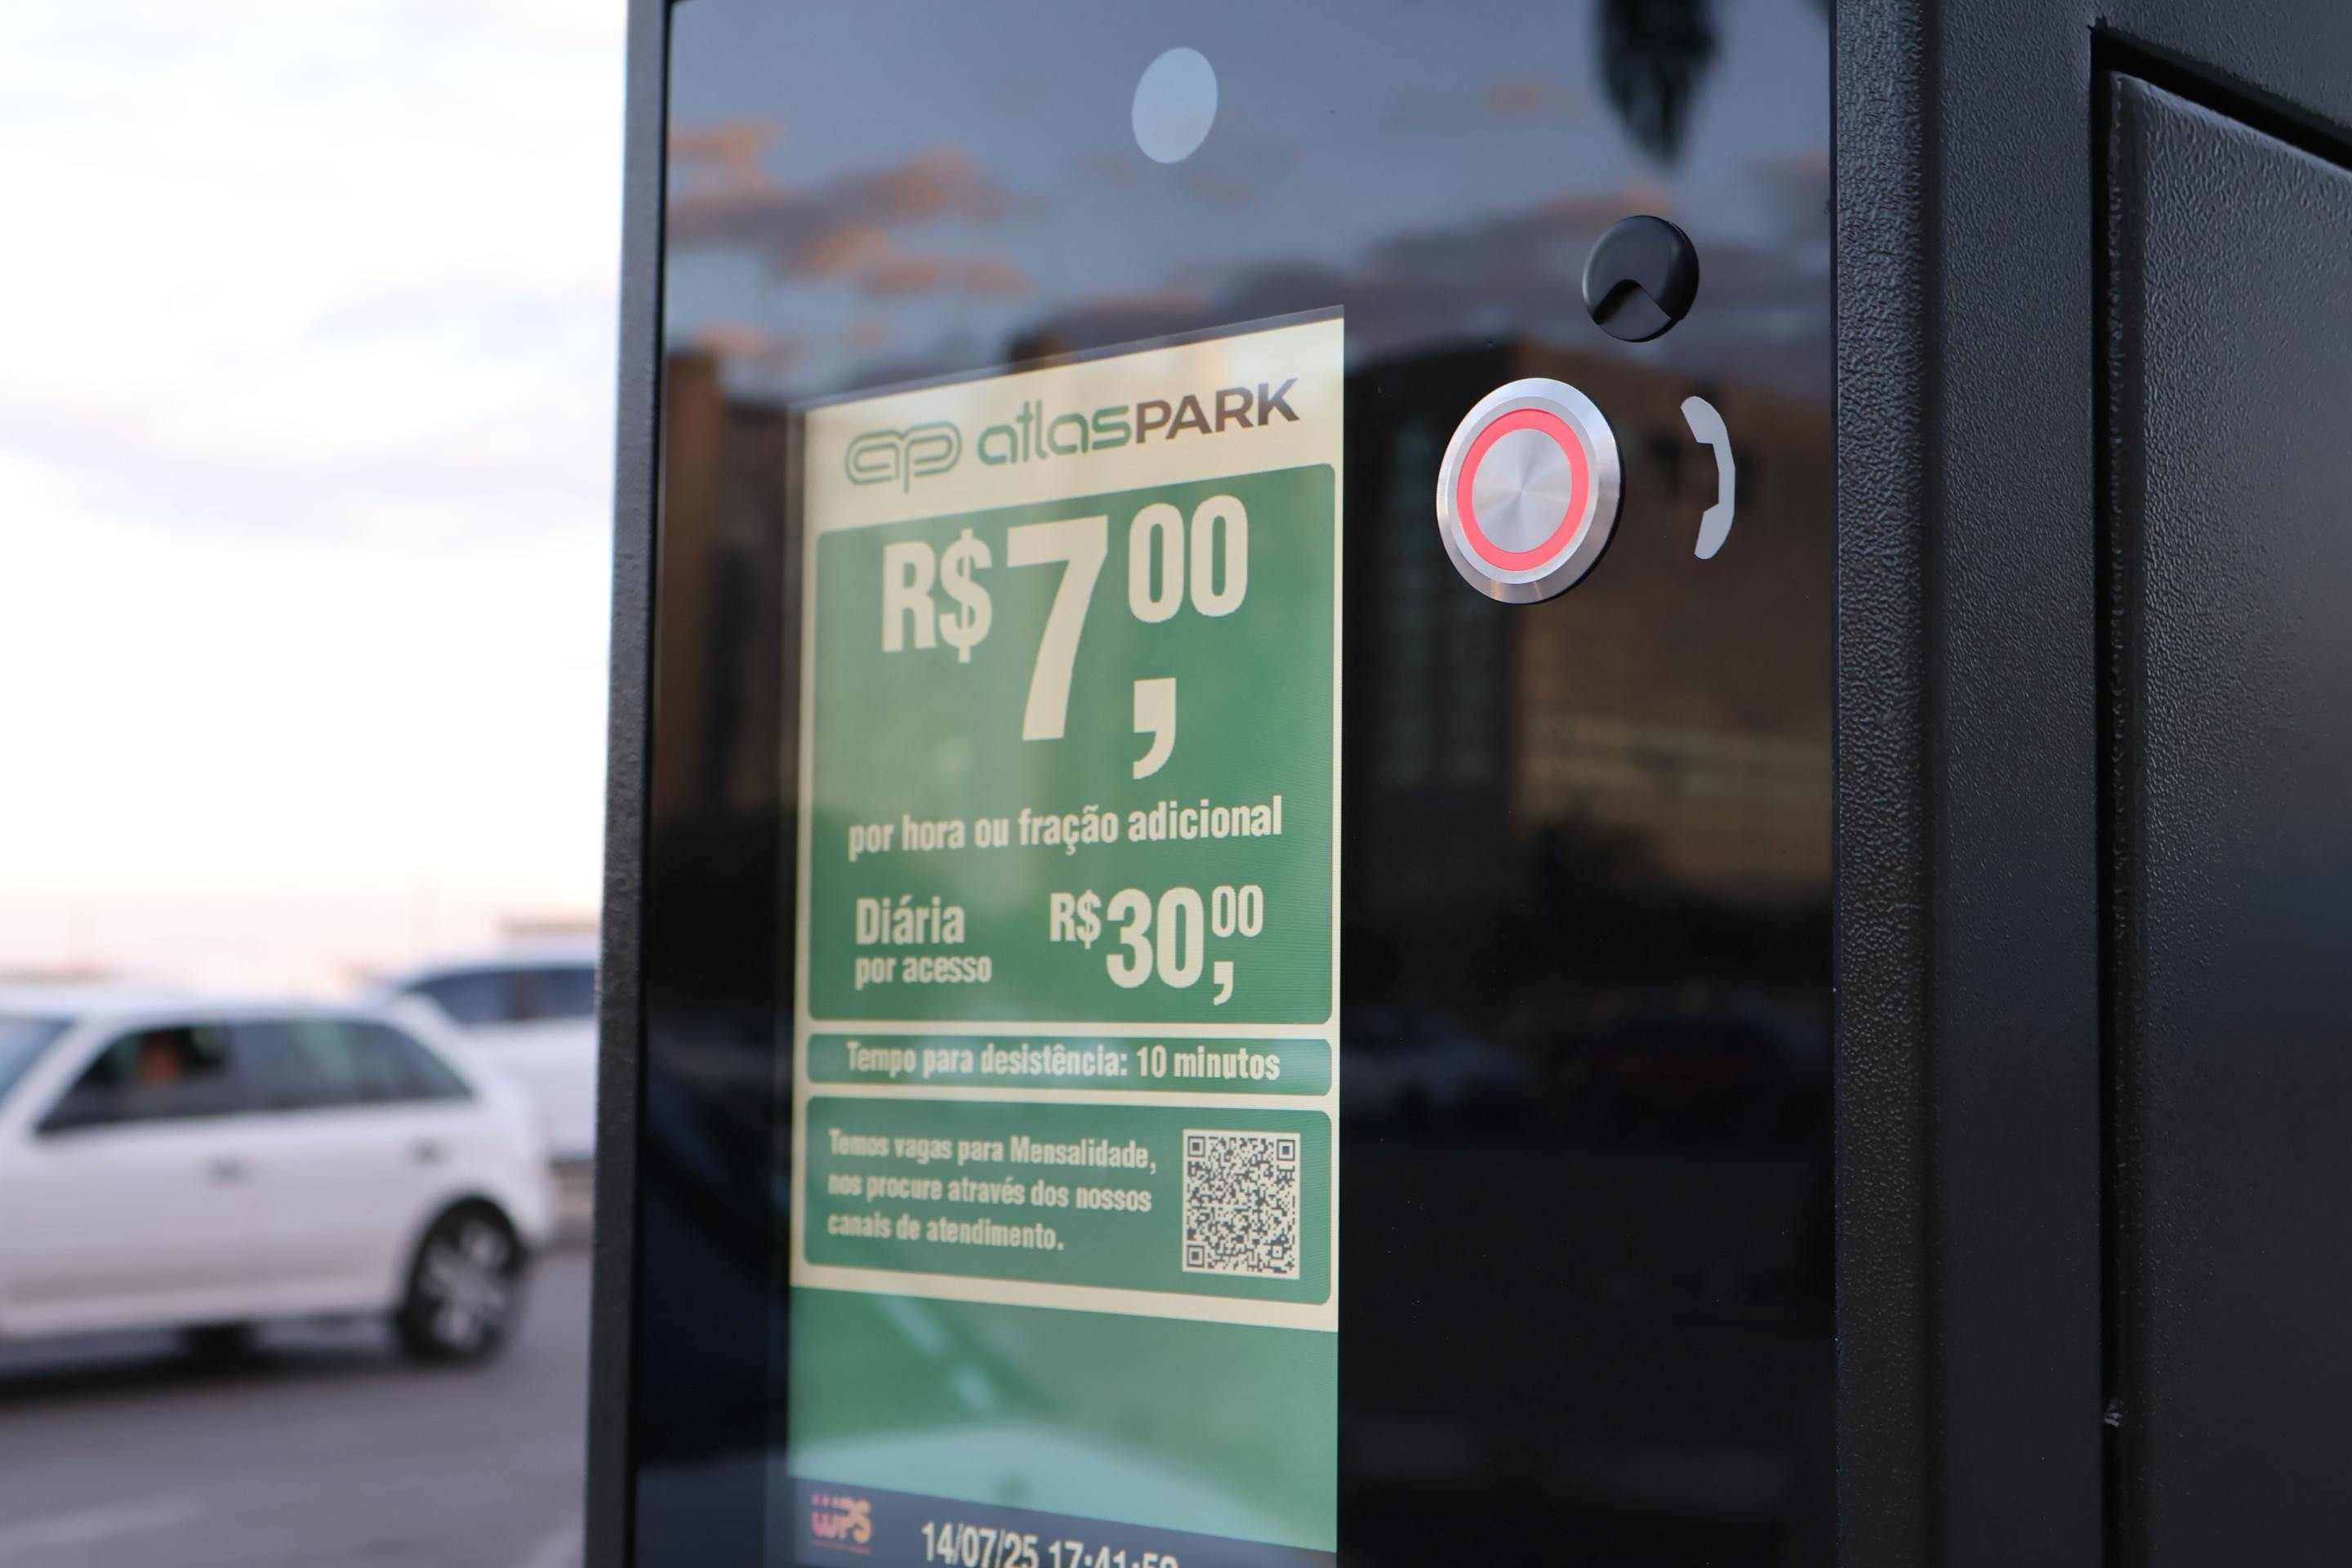 ap atlasPARK
R$7,00
por hora ou fração adicional
Diária R$30,00
por acesso
Tempo para desistência: 10 minutos
Temos vagas para Mensalidade,
nos procure através dos nossos
canais de atendimento.
WPS 14/07/25